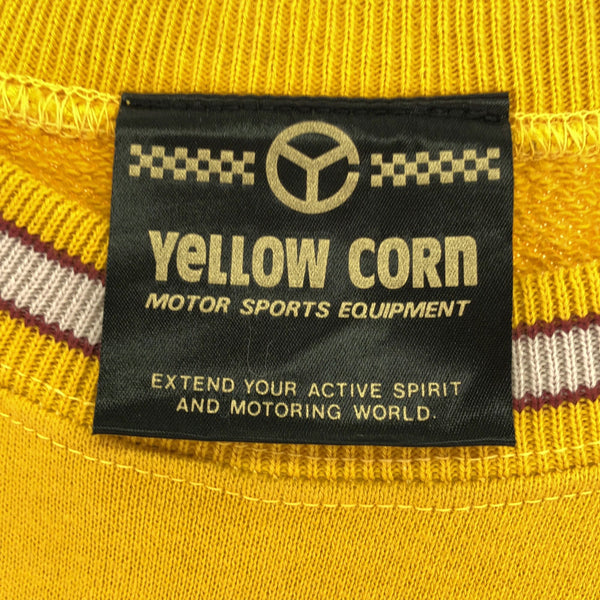 YeLLOW CORn
MOTOR SPORTS EQUIPMENT
EXTEND YOUR ACTIVE SPIRIT
AND MOTORING WORLD.